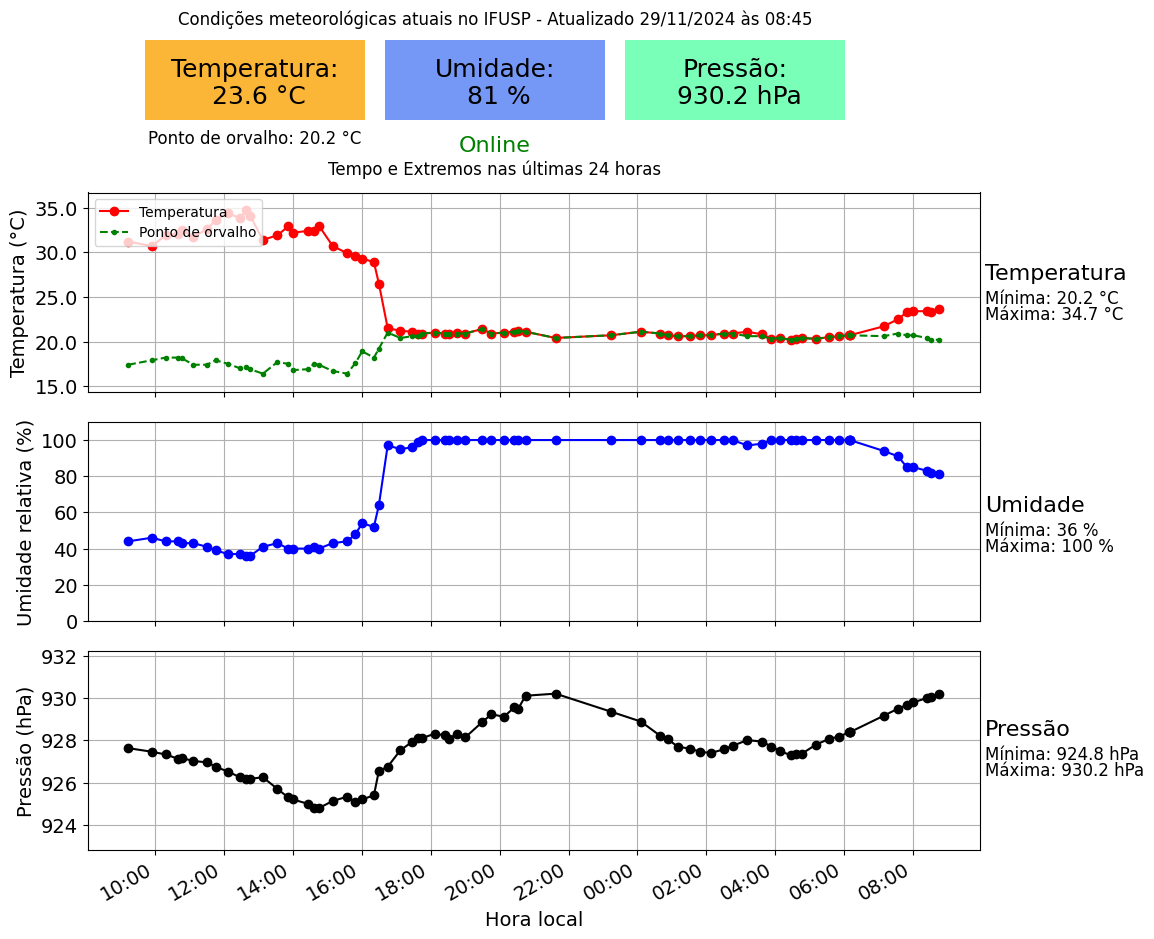 Condições meteorológicas atuais no IFUSP - Atualizado 29/11/2024 às 08:45
Temperatura:
23.6 °C
Umidade:
81 %
Pressão:
930.2 hPa
Ponto de orvalho: 20.2 °C
Online
Tempo e Extremos nas últimas 24 horas
Temperatura (°C)
35.0
30.0
25.0
20.0
15.0
Temperatura
Ponto de orvalho
Temperatura
Mínima: 20.2 °C
Máxima: 34.7 °C
Umidade relativa (%)
100
80
60
40
20
0
Umidade
Mínima: 36 %
Máxima: 100 %
Pressão (hPa)
932
930
928
926
924
Pressão
Mínima: 924.8 hPa
Máxima: 930.2 hPa
10:00 12:00 14:00 16:00 18:00 20:00 22:00 00:00 02:00 04:00 06:00 08:00
Hora local